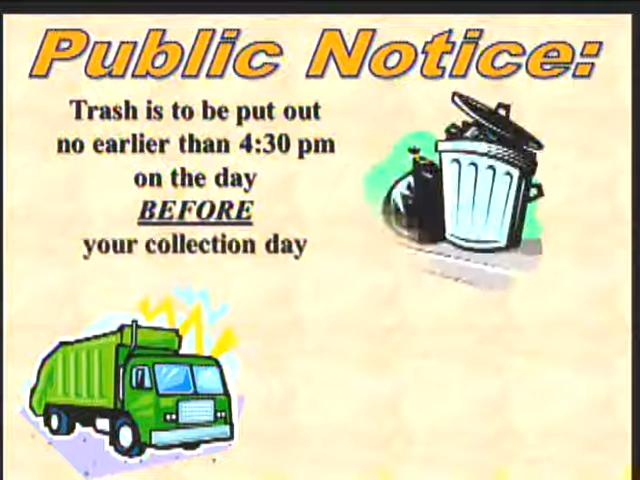 Public Notice:
Trash is to be put out
no earlier than 4:30 pm
on the day
BEFORE
your collection day